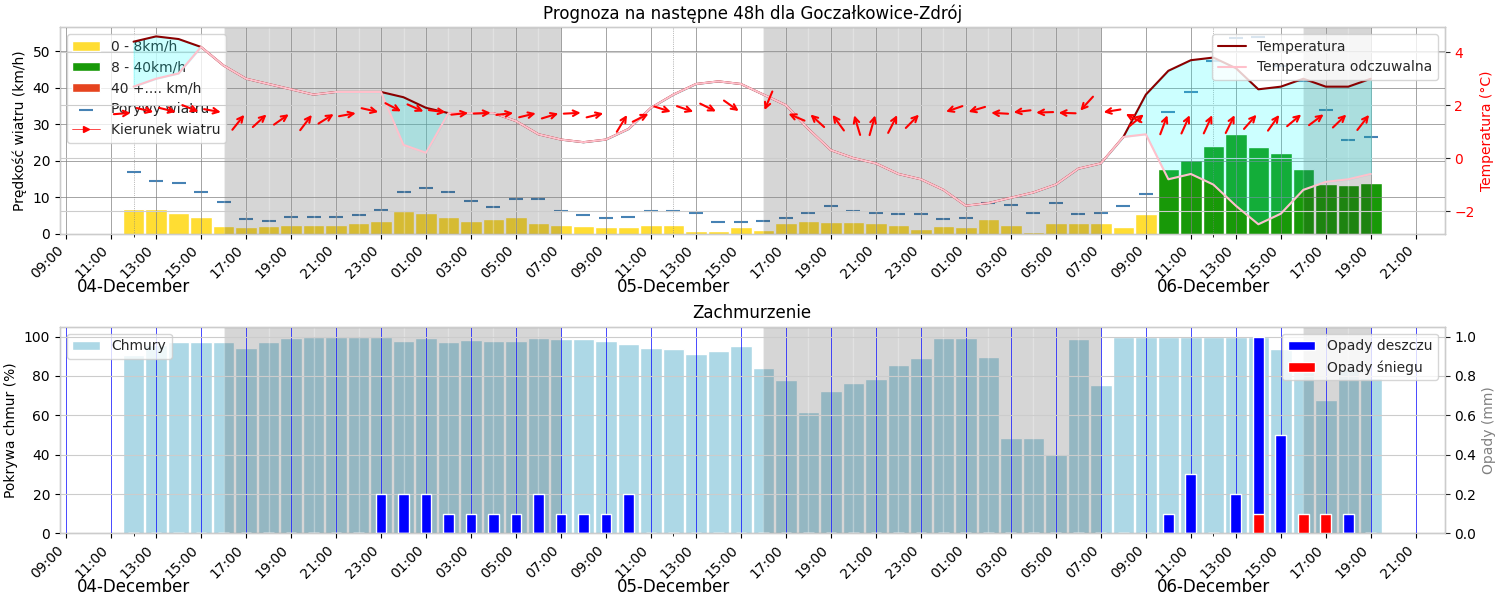 Prognoza na następne 48h dla Goczałkowice-Zdrój
Prędkość wiatru (km/h)
50
40
30
20
10
0
0 - 8km/h
8 - 40km/h
40 +.... km/h
Porywy wiatru
Kierunek wiatru
Temperatura
Temperatura odczuwalna
4
2
0
−2
Temperatura (°C)
09:00 11:00 13:00 15:00 17:00 19:00 21:00 23:00 01:00 03:00 05:00 07:00 09:00 11:00 13:00 15:00 17:00 19:00 21:00 23:00 01:00 03:00 05:00 07:00 09:00 11:00 13:00 15:00 17:00 19:00 21:00
04-December 05-December 06-December
Zachmurzenie
Pokrywa chmur (%)
100
80
60
40
20
0
Chmury
Opady deszczu
Opady śniegu
1.0
0.8
0.6
0.4
0.2
0.0
Opady (mm)
09:00 11:00 13:00 15:00 17:00 19:00 21:00 23:00 01:00 03:00 05:00 07:00 09:00 11:00 13:00 15:00 17:00 19:00 21:00 23:00 01:00 03:00 05:00 07:00 09:00 11:00 13:00 15:00 17:00 19:00 21:00
04-December 05-December 06-December